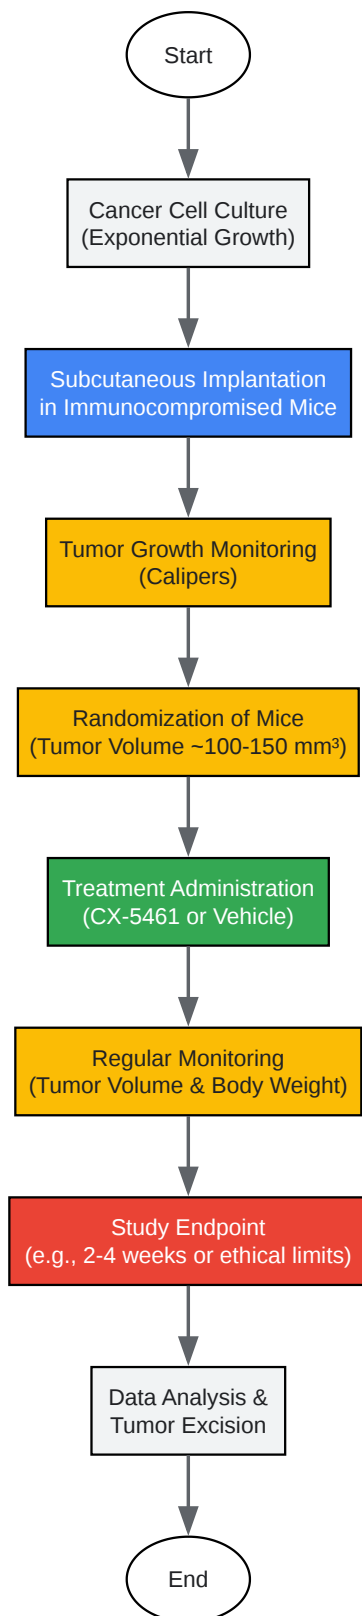 Start
Cancer Cell Culture
(Exponential Growth)
Subcutaneous Implantation
in Immunocompromised Mice
Tumor Growth Monitoring
(Calipers)
Randomization of Mice
(Tumor Volume ~100-150 mm³)
Treatment Administration
(CX-5461 or Vehicle)
Regular Monitoring
(Tumor Volume & Body Weight)
Study Endpoint
(e.g., 2-4 weeks or ethical limits)
Data Analysis &
Tumor Excision
End